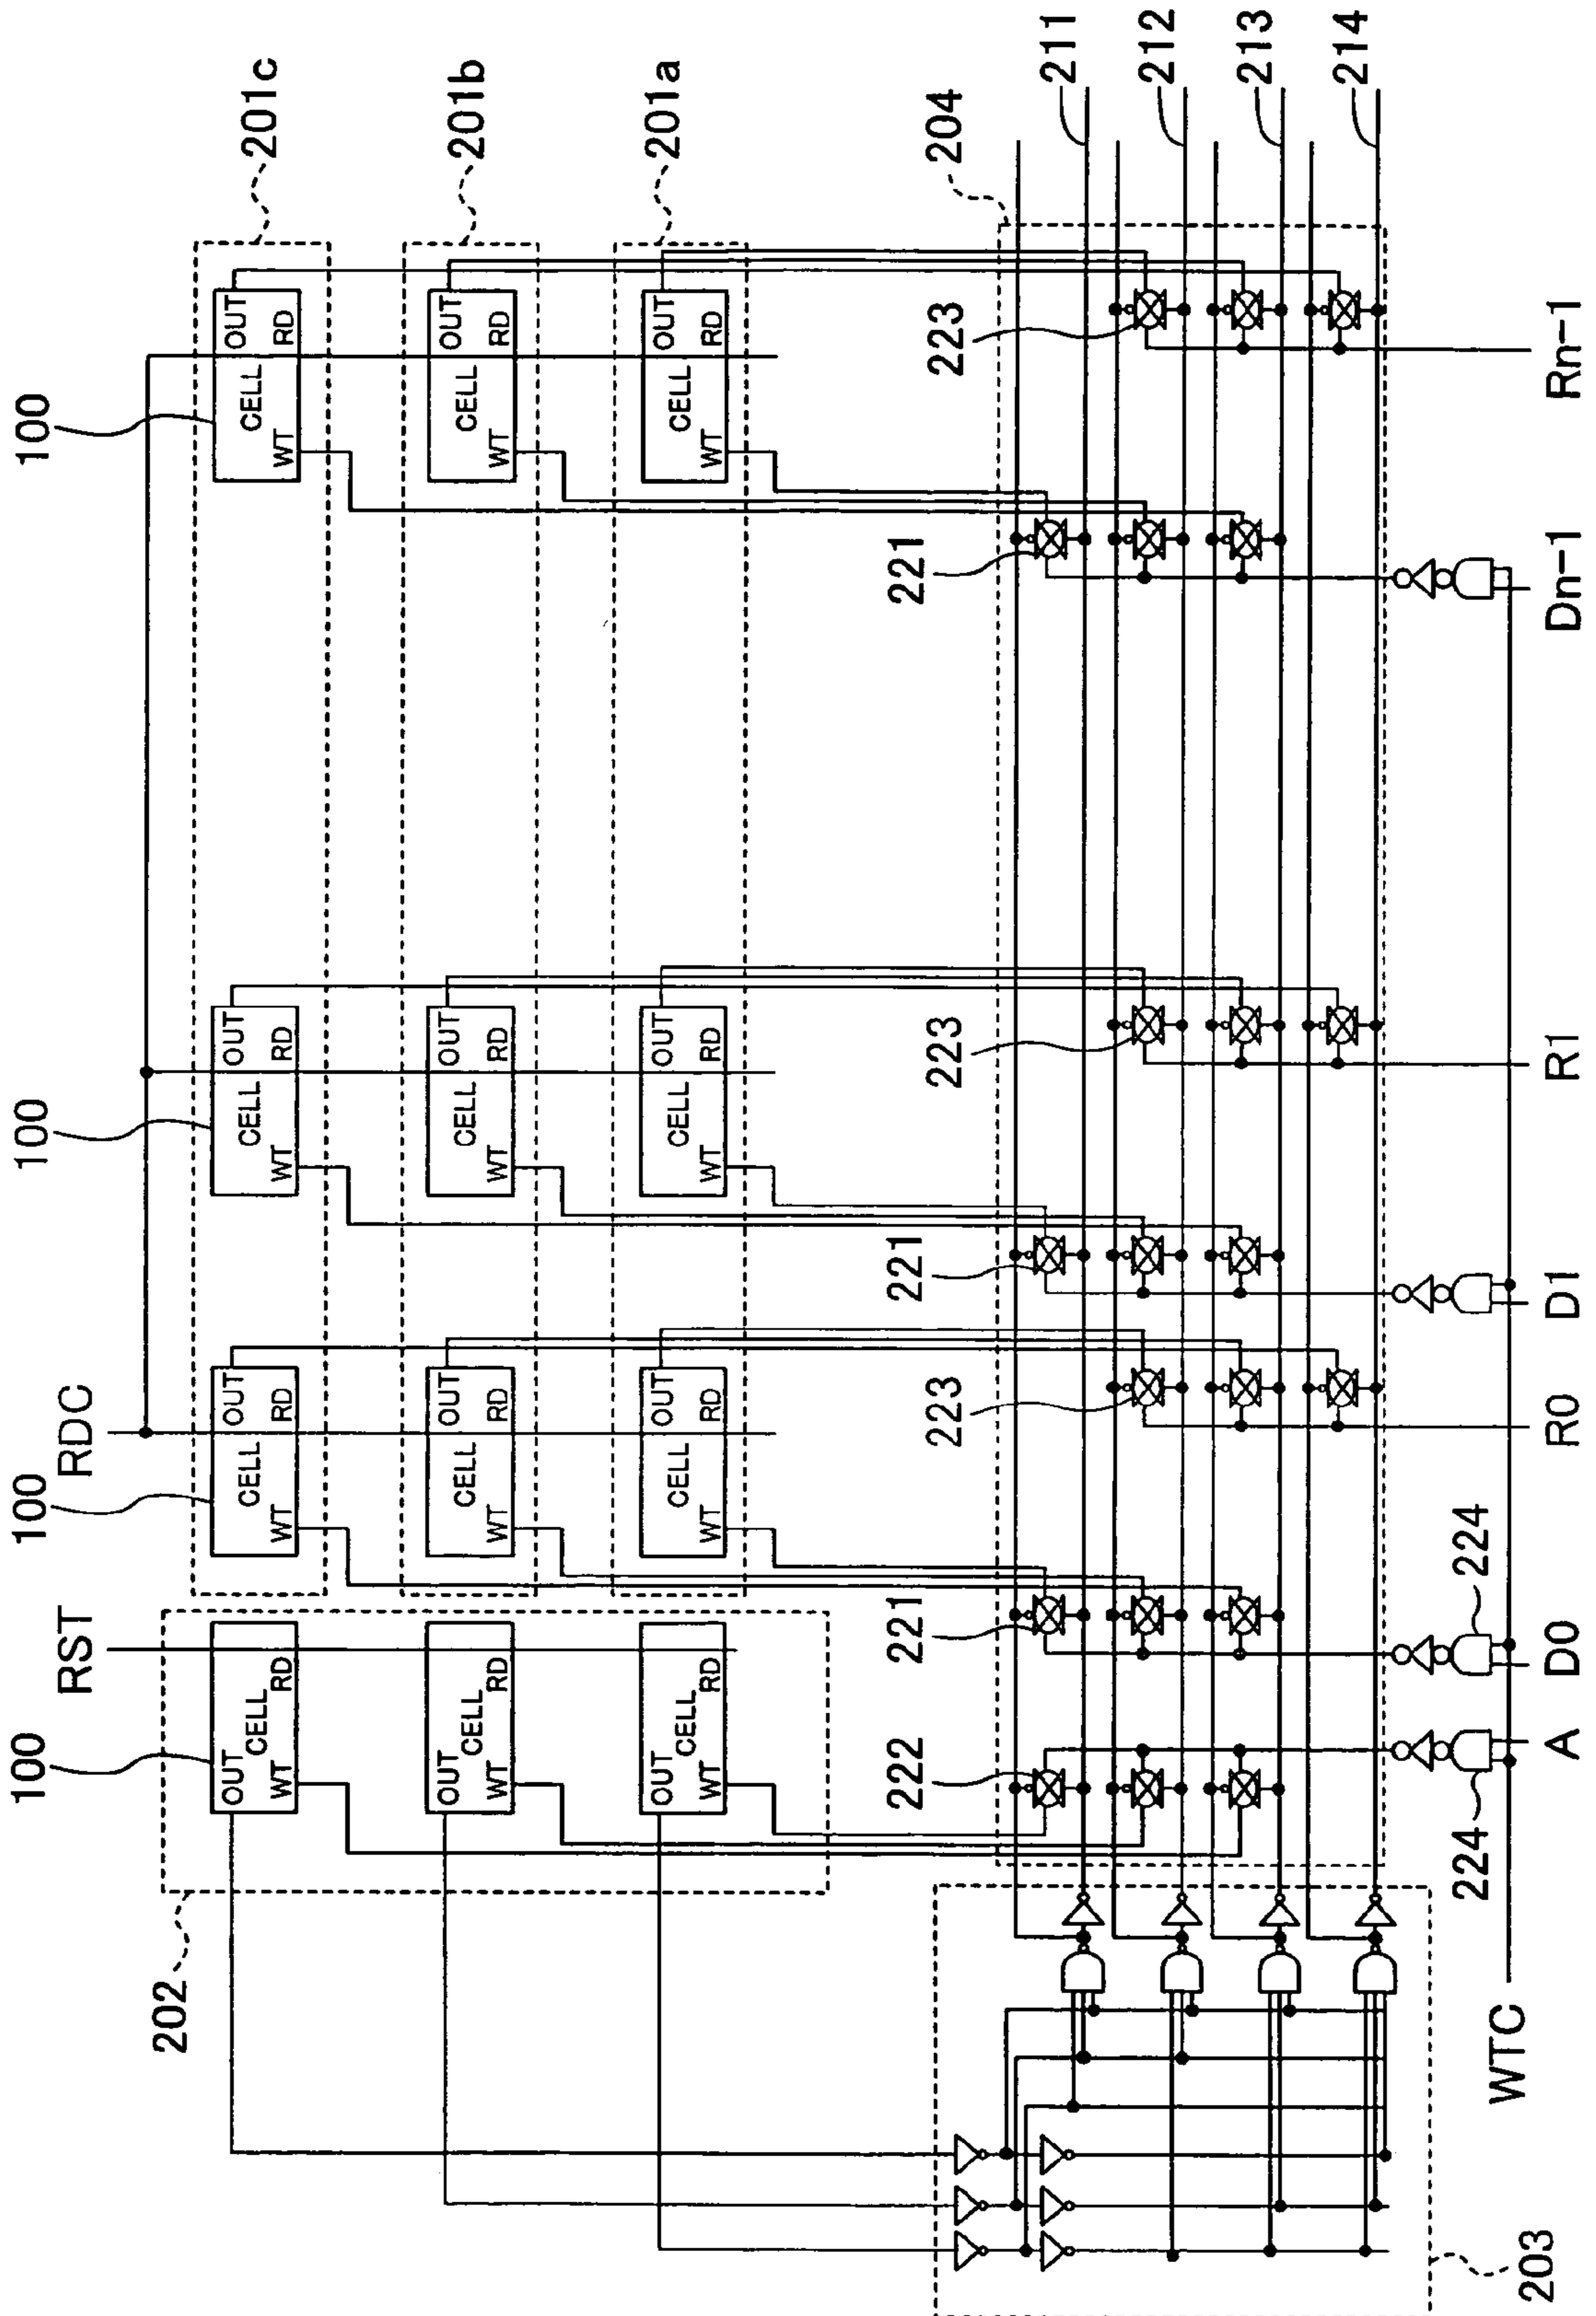 201c
201b
201a
204
211
212
213
214
100
OUT
RD
CELL
WT
OUT
RD
CELL
WT
OUT
RD
CELL
WT
223
221
Rn-1
Dn-1
100
OUT
RD
CELL
WT
OUT
RD
CELL
WT
OUT
RD
CELL
WT
223
221
R1
D1
RDC
100
OUT
RD
CELL
WT
OUT
RD
CELL
WT
OUT
RD
CELL
WT
223
221
R0
224
D0
RST
100
OUT
CELL
RD
WT
OUT
CELL
RD
WT
OUT
CELL
RD
WT
222
A
224
202
WTC
203